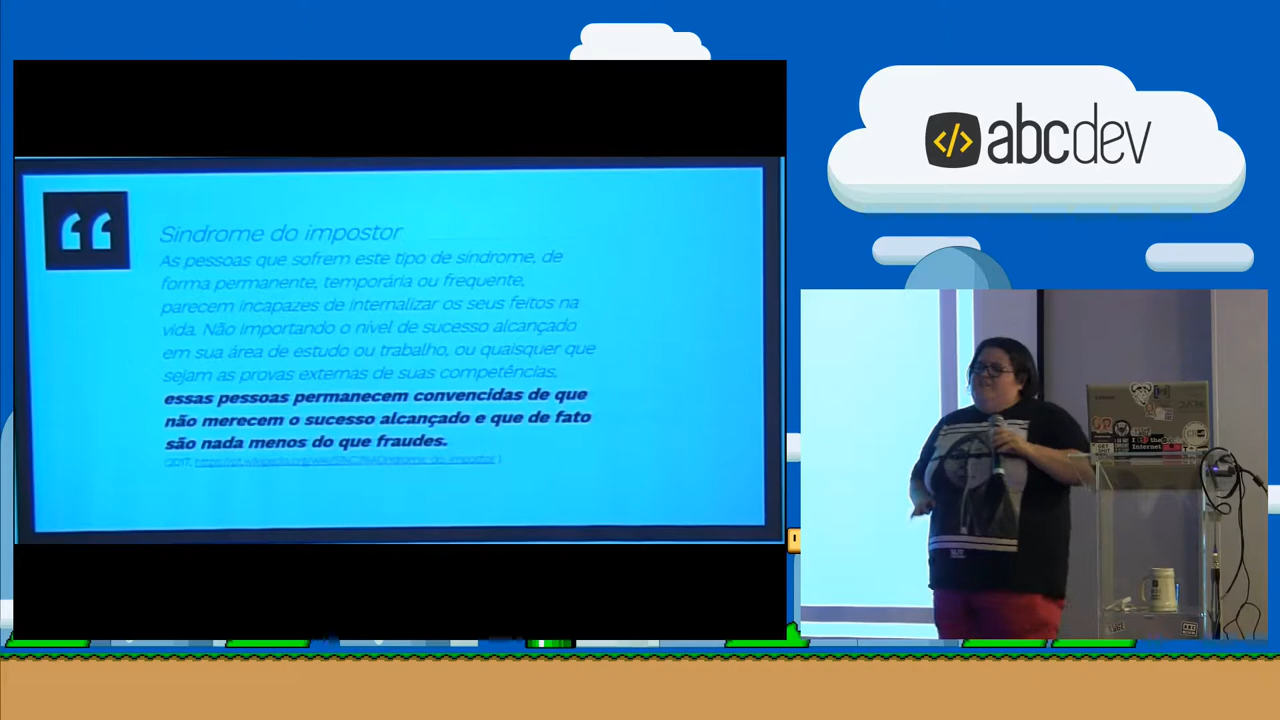 </> abcdev
Síndrome do impostor
As pessoas que sofrem este tipo de síndrome, de
forma permanente, temporária ou frequente,
parecem incapazes de internalizar os seus feitos na
vida. Não importando o nível de sucesso alcançado
em sua área de estudo ou trabalho, ou quaisquer que
sejam as provas externas de suas competências,
essas pessoas permanecem convencidas de que
não merecem o sucesso alcançado e que de fato
são nada menos do que fraudes.
I the
Internet
GET